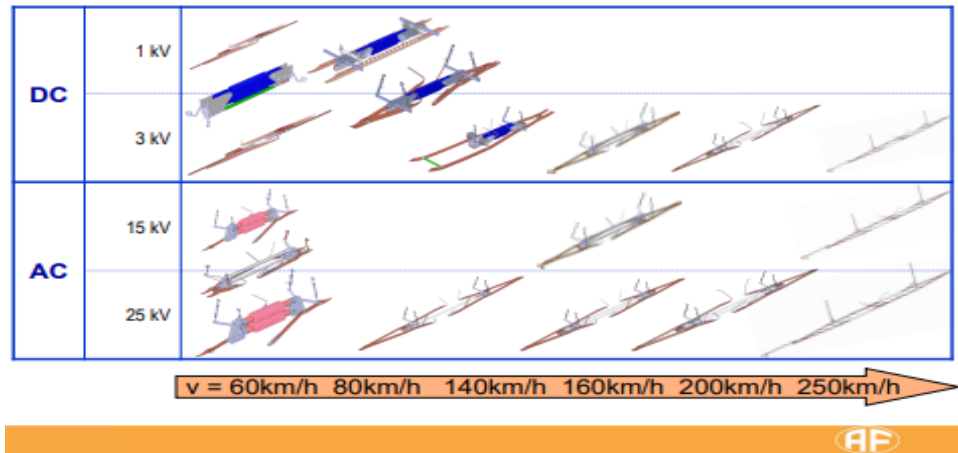 1 kV
DC
3 kV
15 kV
AC
25 kV
v = 60km/h 80km/h 140km/h 160km/h 200km/h 250km/h
AF